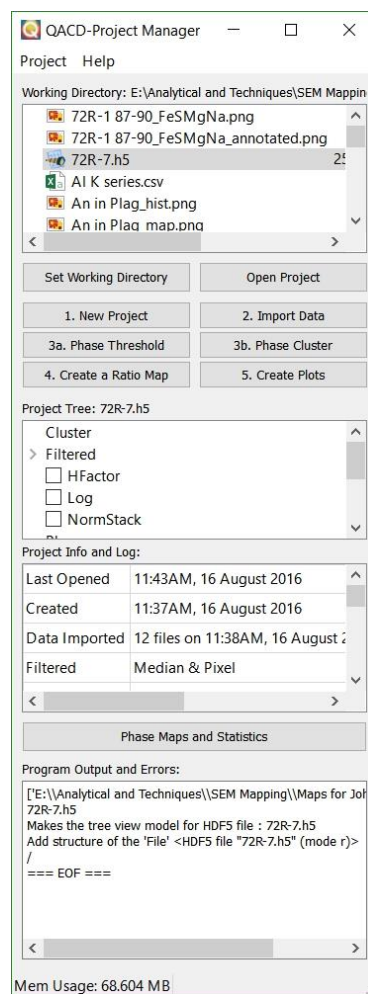 QACD-Project Manager
Project Help
Working Directory: E:\Analytical and Techniques\SEM Mappin
72R-1 87-90_FeSMgNa.png
72R-1 87-90_FeSMgNa_annotated.png
72R-7.h5 25
Al K series.csv
An in Plag_hist.png
An in Plag_map.png
Set Working Directory Open Project
1. New Project 2. Import Data
3a. Phase Threshold 3b. Phase Cluster
4. Create a Ratio Map 5. Create Plots
Project Tree: 72R-7.h5
Cluster
Filtered
HFactor
Log
NormStack
Project Info and Log:
Last Opened 11:43AM, 16 August 2016
Created 11:37AM, 16 August 2016
Data Imported 12 files on 11:38AM, 16 August 2
Filtered Median & Pixel
Phase Maps and Statistics
Program Output and Errors:
['E:\\Analytical and Techniques\\SEM Mapping\\Maps for Joh
72R-7.h5
Makes the tree view model for HDF5 file : 72R-7.h5
Add structure of the 'File' <HDF5 file "72R-7.h5" (mode r)>
/
=== EOF ===
Mem Usage: 68.604 MB